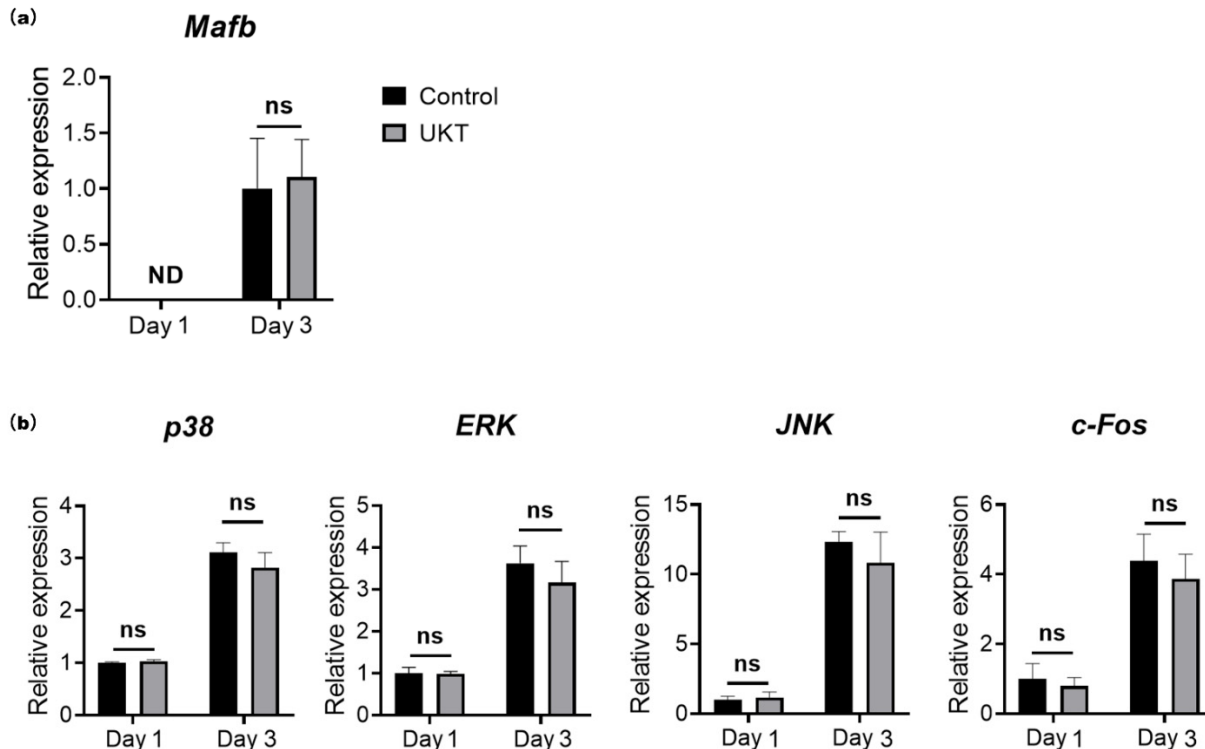 (a)
Mafb
Relative expression
2.0
1.5
1.0
0.5
0.0
ns
ND
Day 1
Day 3
Control
UKT
(b)
p38
Relative expression
4
3
2
1
0
ns
ns
Day 1
Day 3
ERK
Relative expression
5
4
3
2
1
0
ns
ns
Day 1
Day 3
JNK
Relative expression
15
10
5
0
ns
ns
Day 1
Day 3
c-Fos
Relative expression
6
4
2
0
ns
ns
Day 1
Day 3